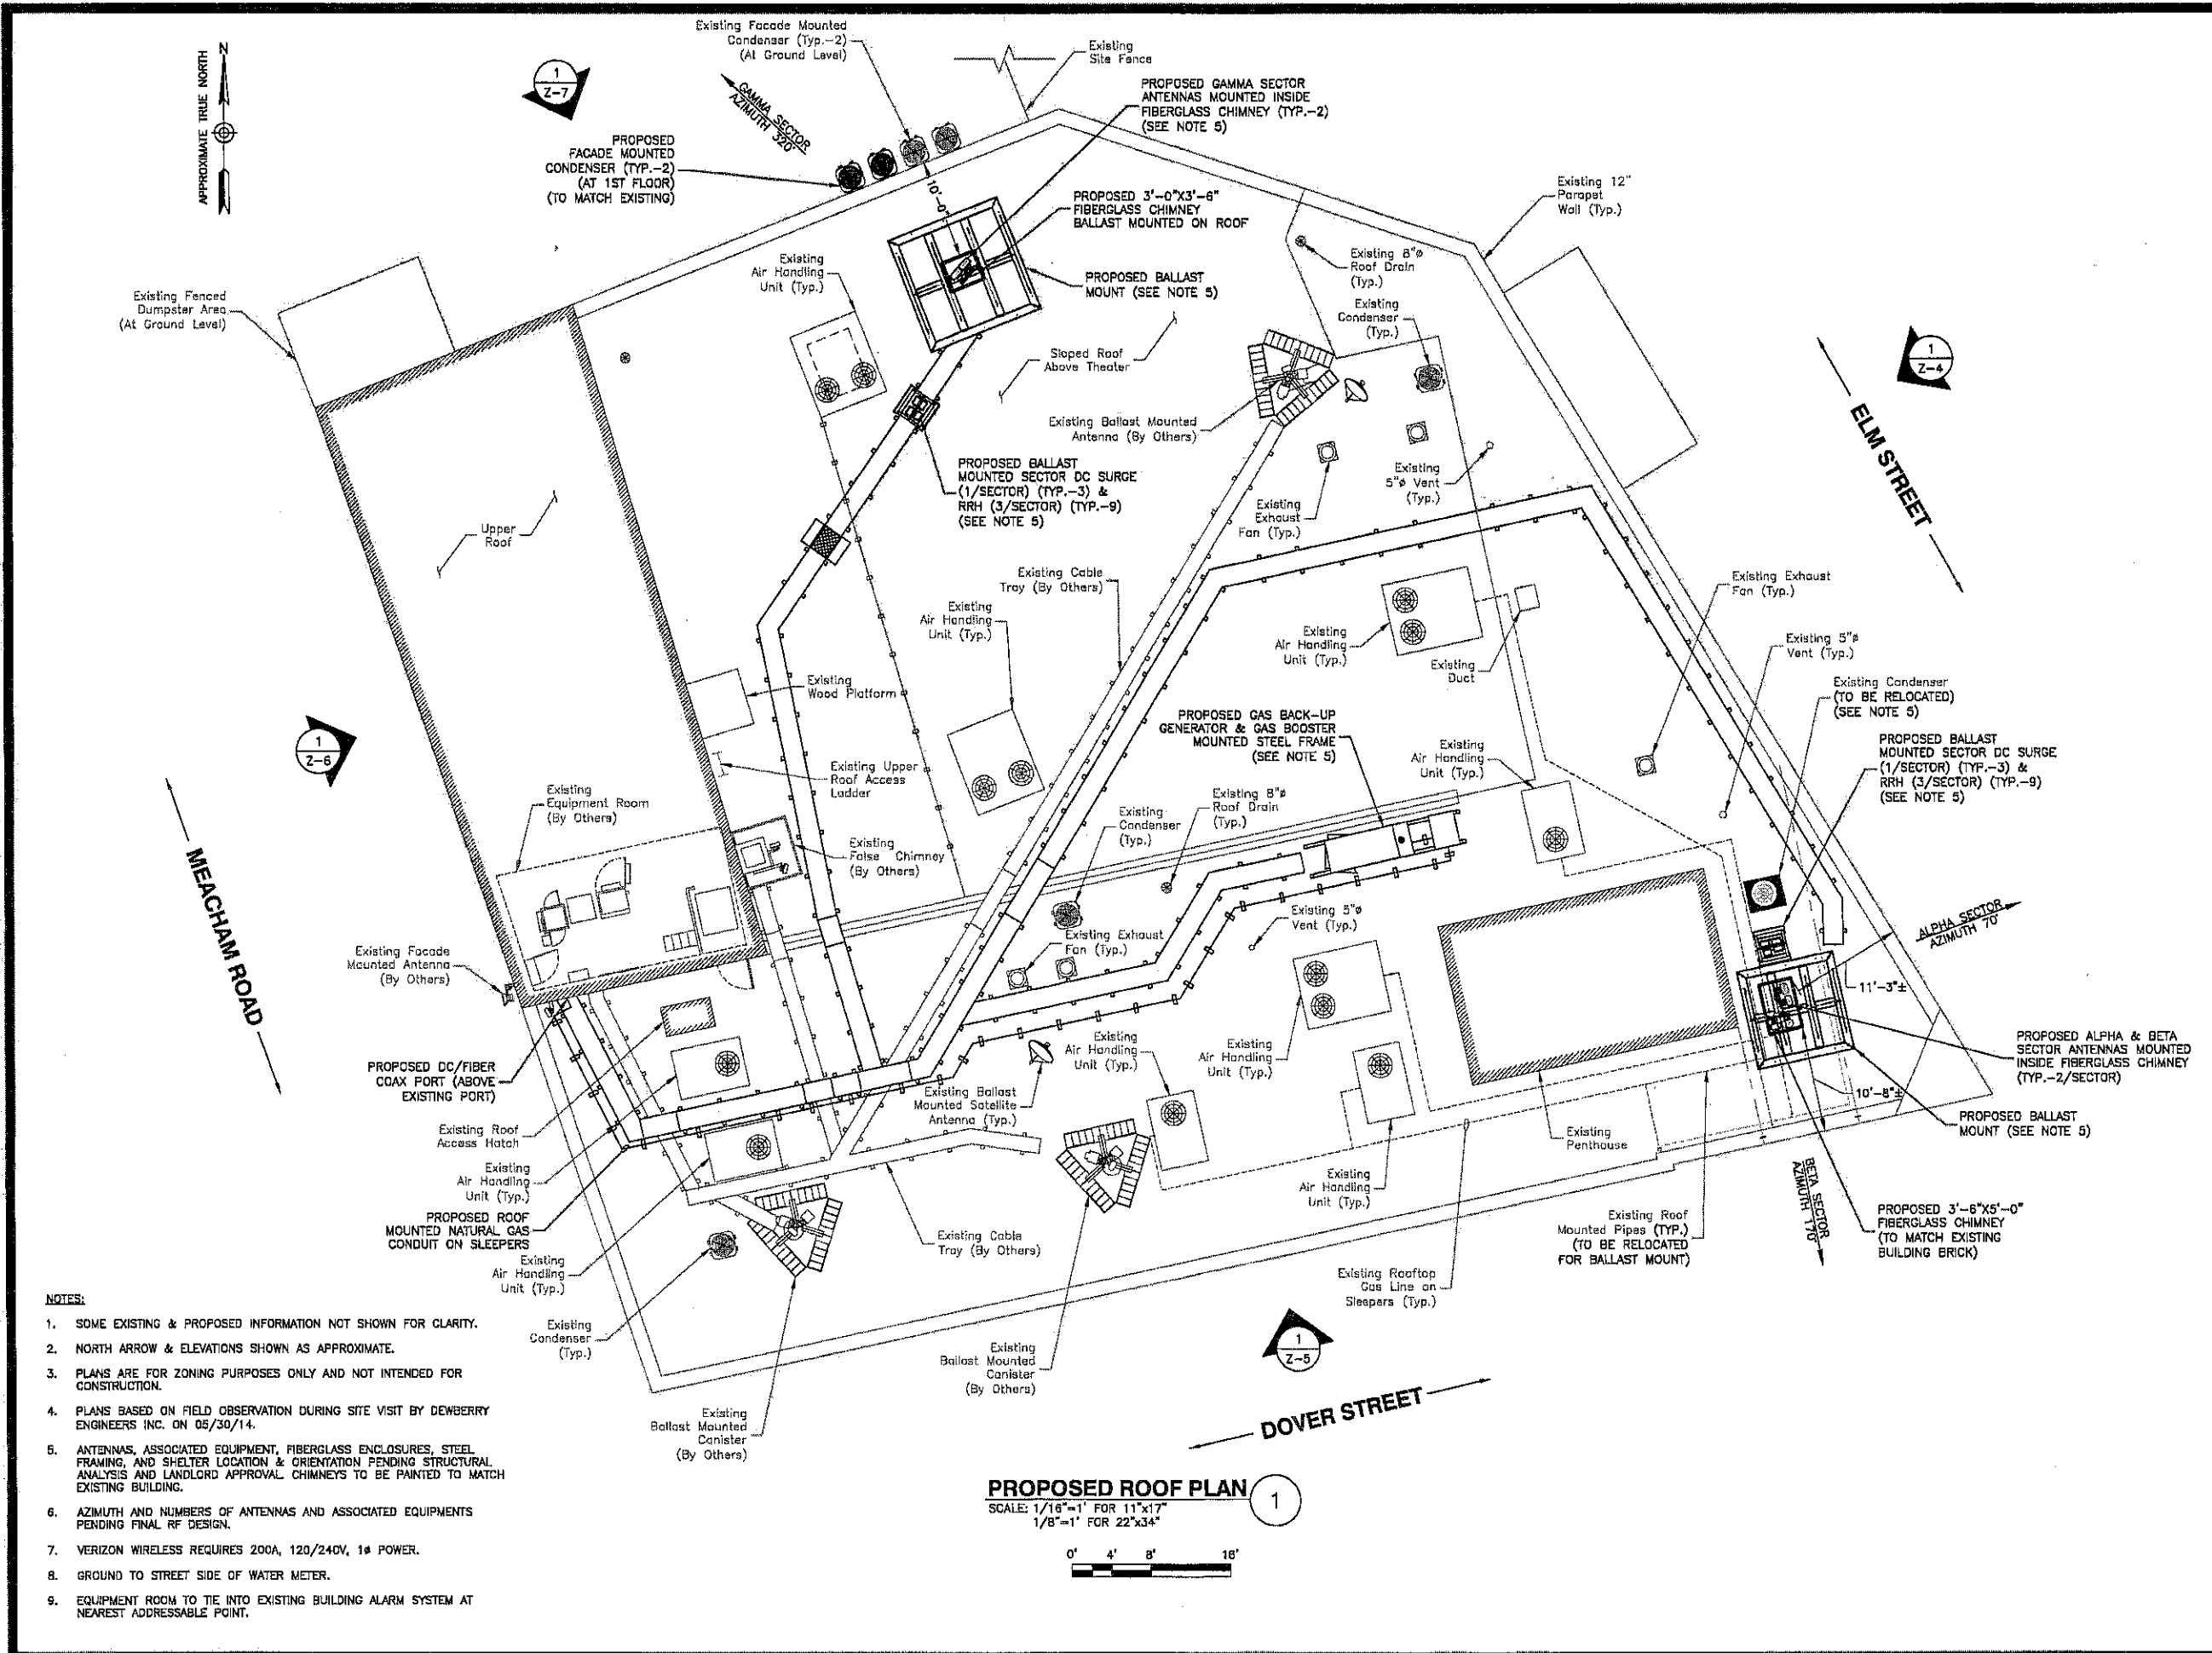 APPROXIMATE TRUE NORTH
N
1
Z-7
Existing Facade Mounted
Condenser (Typ.-2)
(At Ground Level)
GAMMA SECTOR
AZIMUTH 320°
Existing
Site Fence
PROPOSED GAMMA SECTOR
ANTENNAS MOUNTED INSIDE
FIBERGLASS CHIMNEY (TYP.-2)
(SEE NOTE 5)
PROPOSED
FACADE MOUNTED
CONDENSER (TYP.-2)
(AT 1ST FLOOR)
(TO MATCH EXISTING)
10'-0"
PROPOSED 3'-0"X3'-6"
FIBERGLASS CHIMNEY
BALLAST MOUNTED ON ROOF
Existing 12"
Parapet
Wall (Typ.)
Existing
Air Handling
Unit (Typ.)
PROPOSED BALLAST
MOUNT (SEE NOTE 5)
Existing 8"ø
Roof Drain
(Typ.)
Existing Fenced
Dumpster Area
(At Ground Level)
Existing
Condenser
(Typ.)
Sloped Roof
Above Theater
1
Z-4
ELM STREET
Existing Ballast Mounted
Antenna (By Others)
PROPOSED BALLAST
MOUNTED SECTOR DC SURGE
(1/SECTOR) (TYP.-3) &
RRH (3/SECTOR) (TYP.-9)
(SEE NOTE 5)
Existing
5"ø Vent
(Typ.)
Existing
Exhaust
Fan (Typ.)
Upper
Roof
Existing Cable
Tray (By Others)
Existing Exhaust
Fan (Typ.)
Existing
Air Handling
Unit (Typ.)
Existing
Air Handling
Unit (Typ.)
Existing
Duct
Existing 5"ø
Vent (Typ.)
Existing
Wood Platform
Existing Condenser
(TO BE RELOCATED)
(SEE NOTE 5)
PROPOSED GAS BACK-UP
GENERATOR & GAS BOOSTER
MOUNTED STEEL FRAME
(SEE NOTE 5)
PROPOSED BALLAST
MOUNTED SECTOR DC SURGE
(1/SECTOR) (TYP.-3) &
RRH (3/SECTOR) (TYP.-9)
(SEE NOTE 5)
1
Z-6
Existing
Air Handling
Unit (Typ.)
Existing Upper
Roof Access
Ladder
Existing
Equipment Room
(By Others)
Existing 8"ø
Roof Drain
(Typ.)
Existing
Condenser
(Typ.)
Existing
False Chimney
(By Others)
MEACHAM ROAD
Existing 5"ø
Vent (Typ.)
ALPHA SECTOR
AZIMUTH 70°
Existing Exhaust
Fan (Typ.)
Existing Facade
Mounted Antenna
(By Others)
11'-3"±
PROPOSED DC/FIBER
COAX PORT (ABOVE
EXISTING PORT)
Existing
Air Handling
Unit (Typ.)
Existing
Air Handling
Unit (Typ.)
PROPOSED ALPHA & BETA
SECTOR ANTENNAS MOUNTED
INSIDE FIBERGLASS CHIMNEY
(TYP.-2/SECTOR)
Existing Ballast
Mounted Satellite
Antenna (Typ.)
10'-8"±
PROPOSED BALLAST
MOUNT (SEE NOTE 5)
Existing Roof
Access Hatch
Existing
Penthouse
Existing
Air Handling
Unit (Typ.)
Existing
Air Handling
Unit (Typ.)
BETA SECTOR
AZIMUTH 170°
PROPOSED ROOF
MOUNTED NATURAL GAS
CONDUIT ON SLEEPERS
Existing Cable
Tray (By Others)
Existing Roof
Mounted Pipes (TYP.)
(TO BE RELOCATED
FOR BALLAST MOUNT)
PROPOSED 3'-6"X5'-0"
FIBERGLASS CHIMNEY
(TO MATCH EXISTING
BUILDING BRICK)
Existing
Air Handling
Unit (Typ.)
Existing Rooftop
Gas Line on
Sleepers (Typ.)
Existing
Condenser
(Typ.)
1
Z-5
Existing
Ballast Mounted
Canister
(By Others)
Existing
Ballast Mounted
Canister
(By Others)
DOVER STREET
NOTES:
1. SOME EXISTING & PROPOSED INFORMATION NOT SHOWN FOR CLARITY.
2. NORTH ARROW & ELEVATIONS SHOWN AS APPROXIMATE.
3. PLANS ARE FOR ZONING PURPOSES ONLY AND NOT INTENDED FOR
CONSTRUCTION.
4. PLANS BASED ON FIELD OBSERVATION DURING SITE VISIT BY DEWBERRY
ENGINEERS INC. ON 05/30/14.
5. ANTENNAS, ASSOCIATED EQUIPMENT, FIBERGLASS ENCLOSURES, STEEL
FRAMING, AND SHELTER LOCATION & ORIENTATION PENDING STRUCTURAL
ANALYSIS AND LANDLORD APPROVAL. CHIMNEYS TO BE PAINTED TO MATCH
EXISTING BUILDING.
6. AZIMUTH AND NUMBERS OF ANTENNAS AND ASSOCIATED EQUIPMENTS
PENDING FINAL RF DESIGN.
7. VERIZON WIRELESS REQUIRES 200A, 120/240V, 1ø POWER.
8. GROUND TO STREET SIDE OF WATER METER.
9. EQUIPMENT ROOM TO TIE INTO EXISTING BUILDING ALARM SYSTEM AT
NEAREST ADDRESSABLE POINT.
PROPOSED ROOF PLAN
1
SCALE: 1/16"=1' FOR 11"x17"
1/8"=1' FOR 22"x34"
0' 4' 8' 16'